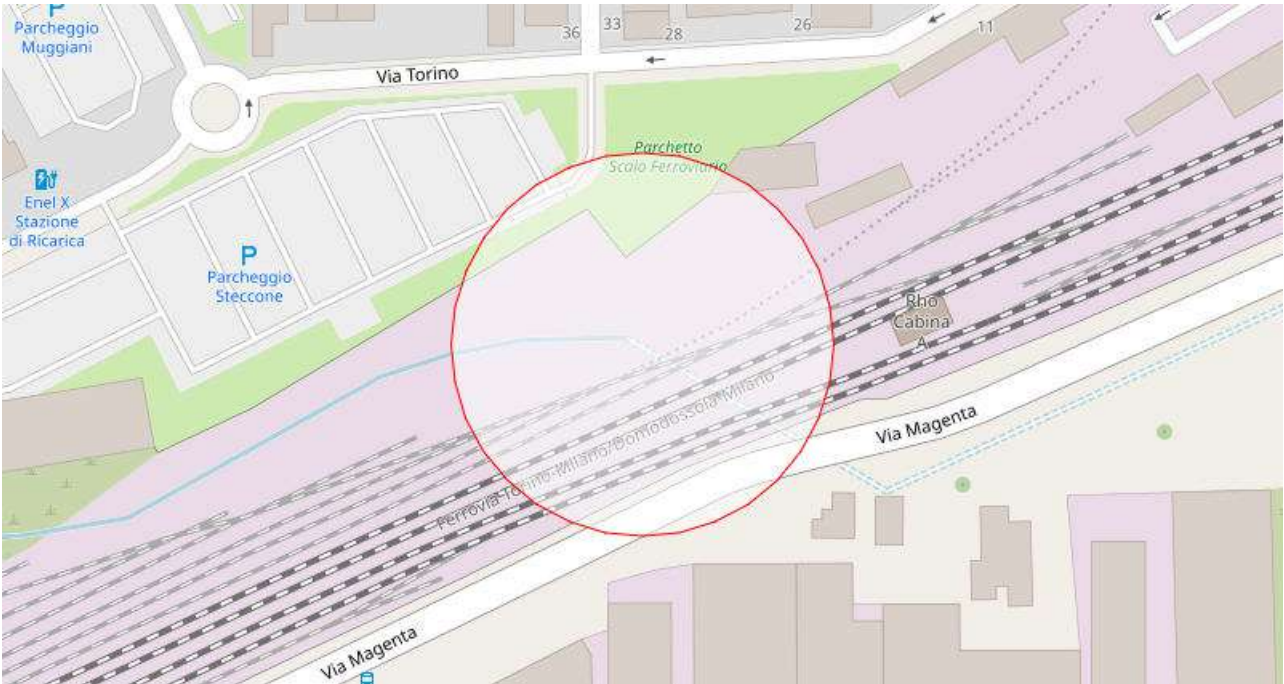 P
Parcheggio
Muggiani
36
33
28
26
11
Via Torino
Parchetto
Scalo Ferroviario
Enel X
Stazione
di Ricarica
P
Parcheggio
Steccone
Rho
Cabina
A
Ferrovia Torino-Milano/Domodossola-Milano
Via Magenta
Via Magenta